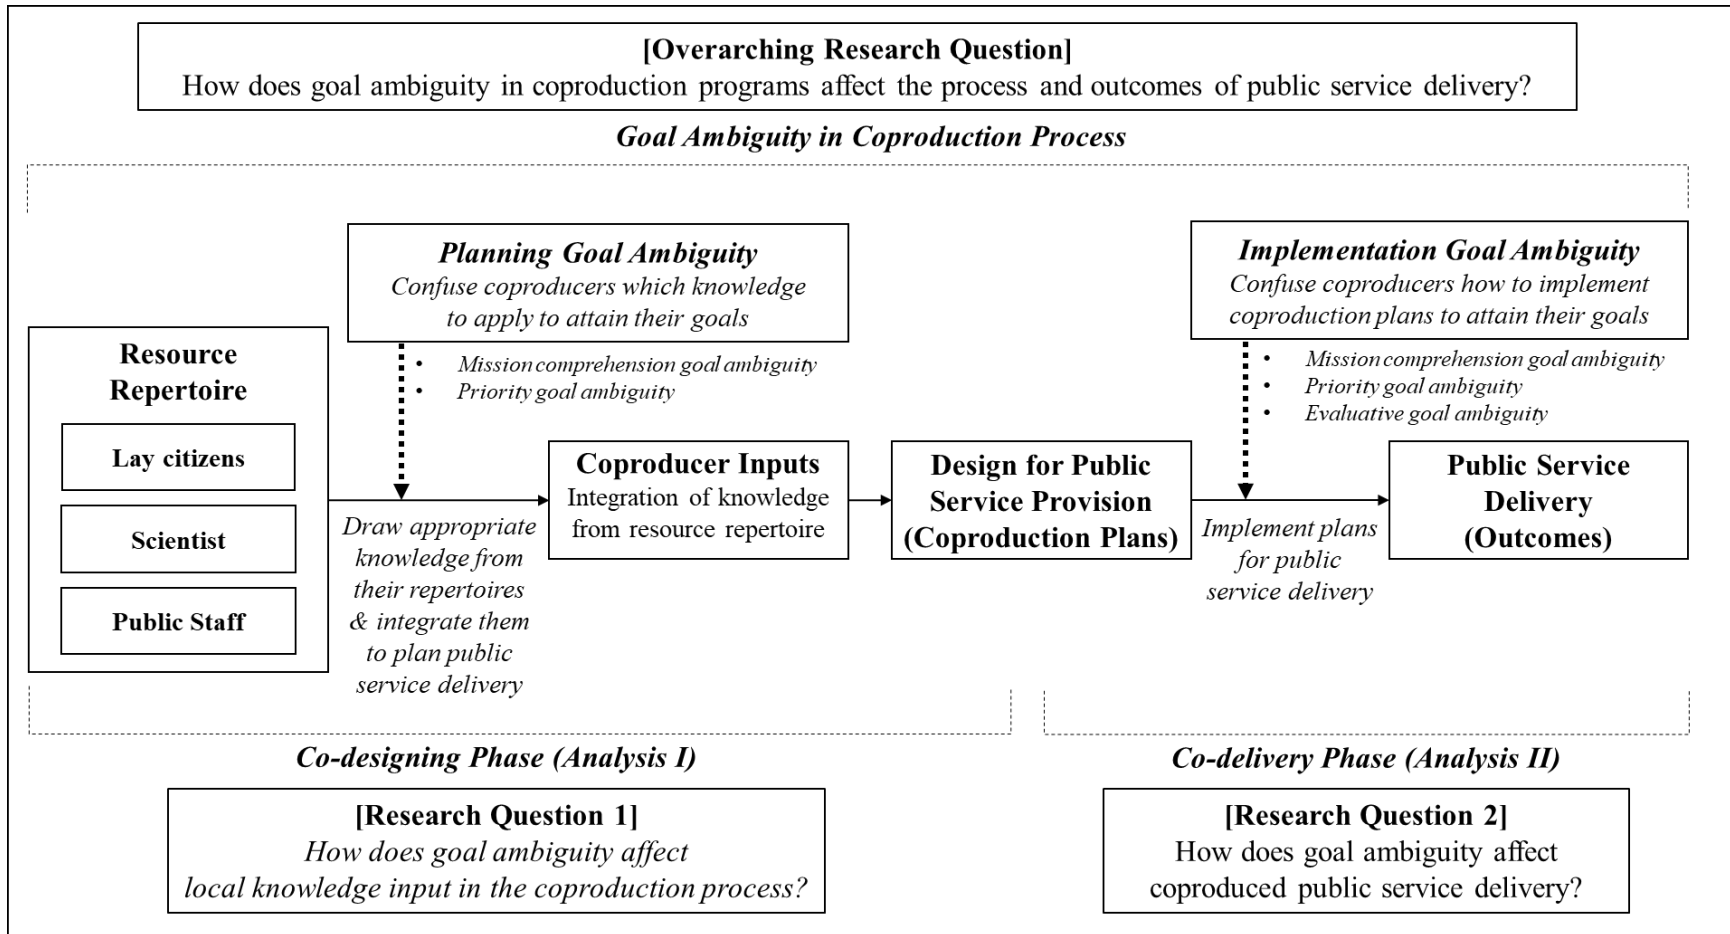 [Overarching Research Question]
How does goal ambiguity in coproduction programs affect the process and outcomes of public service delivery?
Goal Ambiguity in Coproduction Process
Planning Goal Ambiguity
Confuse coproducers which knowledge
to apply to attain their goals
• Mission comprehension goal ambiguity
• Priority goal ambiguity
Implementation Goal Ambiguity
Confuse coproducers how to implement
coproduction plans to attain their goals
• Mission comprehension goal ambiguity
• Priority goal ambiguity
• Evaluative goal ambiguity
Resource
Repertoire
Lay citizens
Scientist
Public Staff
Draw appropriate
knowledge from
their repertoires
& integrate them
to plan public
service delivery
Coproducer Inputs
Integration of knowledge
from resource repertoire
Design for Public
Service Provision
(Coproduction Plans)
Implement plans
for public
service delivery
Public Service
Delivery
(Outcomes)
Co-designing Phase (Analysis I)
[Research Question 1]
How does goal ambiguity affect
local knowledge input in the coproduction process?
Co-delivery Phase (Analysis II)
[Research Question 2]
How does goal ambiguity affect
coproduced public service delivery?